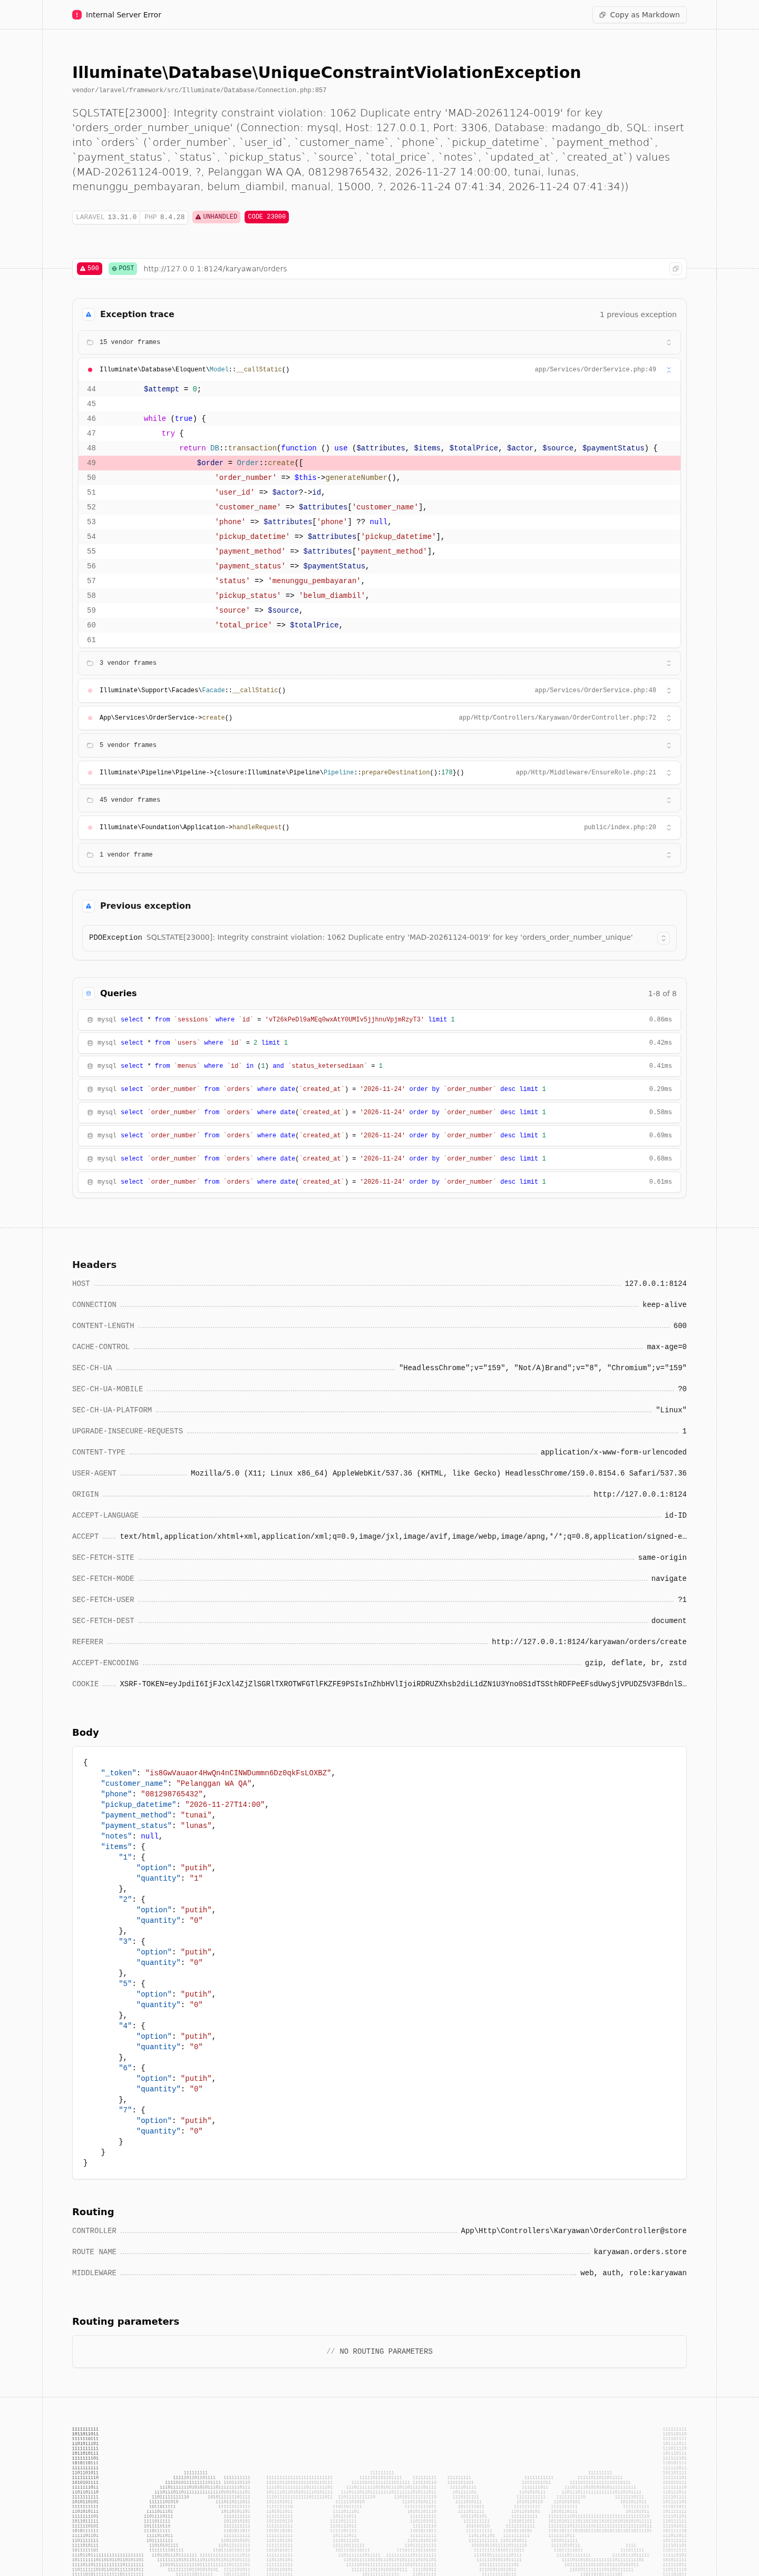 Internal Server Error
Copy as Markdown
Illuminate\Database\UniqueConstraintViolationException
vendor/laravel/framework/src/Illuminate/Database/Connection.php:857
SQLSTATE[23000]: Integrity constraint violation: 1062 Duplicate entry 'MAD-20261124-0019' for key
'orders_order_number_unique' (Connection: mysql, Host: 127.0.0.1, Port: 3306, Database: madango_db, SQL: insert
into `orders` (`order_number`, `user_id`, `customer_name`, `phone`, `pickup_datetime`, `payment_method`,
`payment_status`, `status`, `pickup_status`, `source`, `total_price`, `notes`, `updated_at`, `created_at`) values
(MAD-20261124-0019, ?, Pelanggan WA QA, 081298765432, 2026-11-27 14:00:00, tunai, lunas,
menunggu_pembayaran, belum_diambil, manual, 15000, ?, 2026-11-24 07:41:34, 2026-11-24 07:41:34))
LARAVEL 13.31.0 PHP 8.4.28 UNHANDLED CODE 23000
500 POST http://127.0.0.1:8124/karyawan/orders
Exception trace 1 previous exception
15 vendor frames
Illuminate\Database\Eloquent\Model::__callStatic() app/Services/OrderService.php:49
44 $attempt = 0;
45
46 while (true) {
47 try {
48 return DB::transaction(function () use ($attributes, $items, $totalPrice, $actor, $source, $paymentStatus) {
49 $order = Order::create([
50 'order_number' => $this->generateNumber(),
51 'user_id' => $actor?->id,
52 'customer_name' => $attributes['customer_name'],
53 'phone' => $attributes['phone'] ?? null,
54 'pickup_datetime' => $attributes['pickup_datetime'],
55 'payment_method' => $attributes['payment_method'],
56 'payment_status' => $paymentStatus,
57 'status' => 'menunggu_pembayaran',
58 'pickup_status' => 'belum_diambil',
59 'source' => $source,
60 'total_price' => $totalPrice,
61
3 vendor frames
Illuminate\Support\Facades\Facade::__callStatic() app/Services/OrderService.php:48
App\Services\OrderService->create() app/Http/Controllers/Karyawan/OrderController.php:72
5 vendor frames
Illuminate\Pipeline\Pipeline->{closure:Illuminate\Pipeline\Pipeline::prepareDestination():178}() app/Http/Middleware/EnsureRole.php:21
45 vendor frames
Illuminate\Foundation\Application->handleRequest() public/index.php:20
1 vendor frame
Previous exception
PDOException SQLSTATE[23000]: Integrity constraint violation: 1062 Duplicate entry 'MAD-20261124-0019' for key 'orders_order_number_unique'
Queries 1-8 of 8
mysql select * from `sessions` where `id` = 'vT26kPeDl9aMEq0wxAtY0UMIv5jjhnuVpjmRzyT3' limit 1 0.86ms
mysql select * from `users` where `id` = 2 limit 1 0.42ms
mysql select * from `menus` where `id` in (1) and `status_ketersediaan` = 1 0.41ms
mysql select `order_number` from `orders` where date(`created_at`) = '2026-11-24' order by `order_number` desc limit 1 0.29ms
mysql select `order_number` from `orders` where date(`created_at`) = '2026-11-24' order by `order_number` desc limit 1 0.58ms
mysql select `order_number` from `orders` where date(`created_at`) = '2026-11-24' order by `order_number` desc limit 1 0.69ms
mysql select `order_number` from `orders` where date(`created_at`) = '2026-11-24' order by `order_number` desc limit 1 0.68ms
mysql select `order_number` from `orders` where date(`created_at`) = '2026-11-24' order by `order_number` desc limit 1 0.61ms
Headers
HOST 127.0.0.1:8124
CONNECTION keep-alive
CONTENT-LENGTH 600
CACHE-CONTROL max-age=0
SEC-CH-UA "HeadlessChrome";v="159", "Not/A)Brand";v="8", "Chromium";v="159"
SEC-CH-UA-MOBILE ?0
SEC-CH-UA-PLATFORM "Linux"
UPGRADE-INSECURE-REQUESTS 1
CONTENT-TYPE application/x-www-form-urlencoded
USER-AGENT Mozilla/5.0 (X11; Linux x86_64) AppleWebKit/537.36 (KHTML, like Gecko) HeadlessChrome/159.0.8154.6 Safari/537.36
ORIGIN http://127.0.0.1:8124
ACCEPT-LANGUAGE id-ID
ACCEPT text/html,application/xhtml+xml,application/xml;q=0.9,image/jxl,image/avif,image/webp,image/apng,*/*;q=0.8,application/signed-e…
SEC-FETCH-SITE same-origin
SEC-FETCH-MODE navigate
SEC-FETCH-USER ?1
SEC-FETCH-DEST document
REFERER http://127.0.0.1:8124/karyawan/orders/create
ACCEPT-ENCODING gzip, deflate, br, zstd
COOKIE XSRF-TOKEN=eyJpdiI6IjFJcXl4ZjZlSGRlTXROTWFGTlFKZFE9PSIsInZhbHVlIjoiRDRUZXhsb2diL1dZN1U3Yno0S1dTSSthRDFPeEFsdUwySjVPUDZ5V3FBdnlS…
Body
{
"_token": "is8GwVauaor4HwQn4nCINWDummn6Dz0qkFsLOXBZ",
"customer_name": "Pelanggan WA QA",
"phone": "081298765432",
"pickup_datetime": "2026-11-27T14:00",
"payment_method": "tunai",
"payment_status": "lunas",
"notes": null,
"items": {
"1": {
"option": "putih",
"quantity": "1"
},
"2": {
"option": "putih",
"quantity": "0"
},
"3": {
"option": "putih",
"quantity": "0"
},
"5": {
"option": "putih",
"quantity": "0"
},
"4": {
"option": "putih",
"quantity": "0"
},
"6": {
"option": "putih",
"quantity": "0"
},
"7": {
"option": "putih",
"quantity": "0"
}
}
}
Routing
CONTROLLER App\Http\Controllers\Karyawan\OrderController@store
ROUTE NAME karyawan.orders.store
MIDDLEWARE web, auth, role:karyawan
Routing parameters
// NO ROUTING PARAMETERS